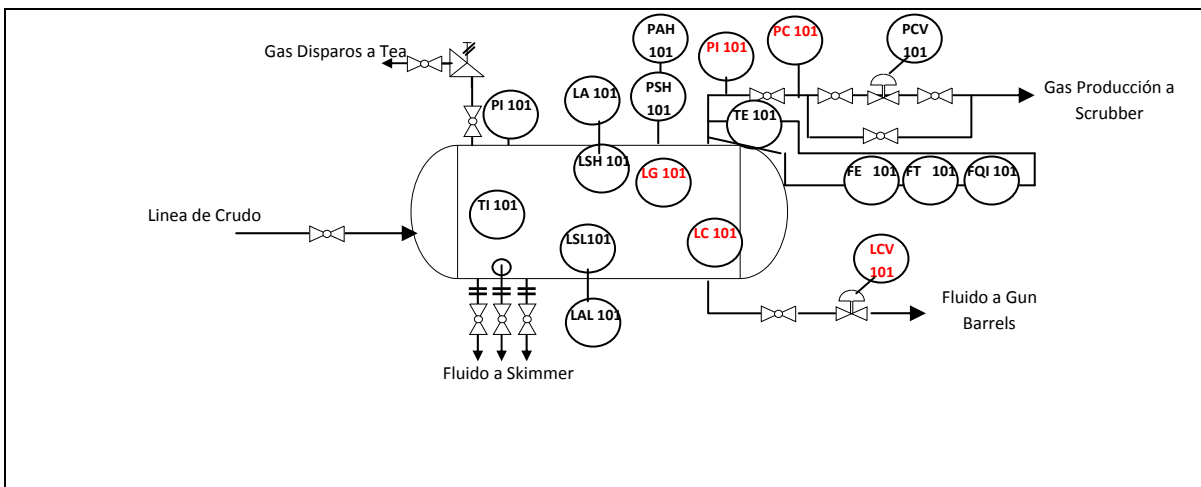 Gas Disparos a Tea
PI 101
LA 101
PAH
101
PSH
101
PI 101
PC 101
PCV
101
Gas Producción a
Scrubber
TE 101
LSH 101
LG 101
FE 101
FT 101
FQI 101
TI 101
Linea de Crudo
LSL101
LC 101
LCV
101
LAL 101
Fluido a Gun
Barrels
Fluido a Skimmer